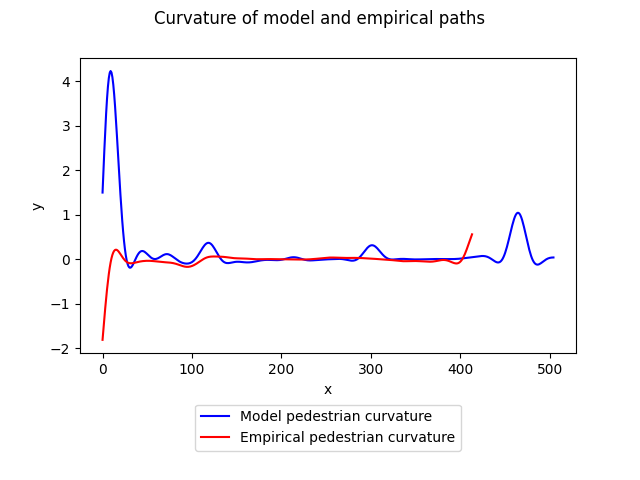 Curvature of model and empirical paths
4
3
2
1
0
−1
−2
y
0 100 200 300 400 500
x
Model pedestrian curvature
Empirical pedestrian curvature